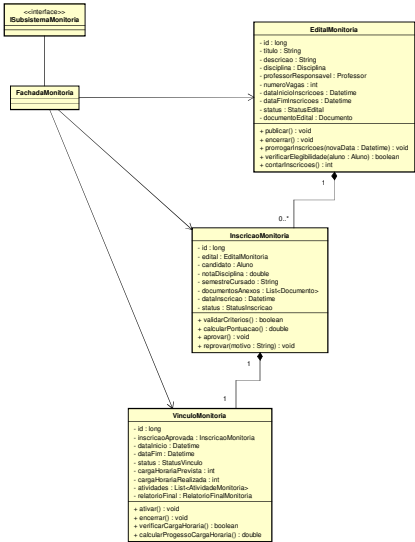 <<interface>>
ISubsistemaMonitoria
FachadaMonitoria
EditalMonitoria
- id : long
- titulo : String
- descricao : String
- disciplina : Disciplina
- professorResponsavel : Professor
- numeroVagas : int
- dataInicioInscricoes : Datetime
- dataFimInscricoes : Datetime
- status : StatusEdital
- documentoEdital : Documento
+ publicar() : void
+ encerrar() : void
+ prorrogarInscricoes(novaData : Datetime) : void
+ verificarElegibilidade(aluno : Aluno) : boolean
+ contarInscricoes() : int
1
0..*
InscricaoMonitoria
- id : long
- edital : EditalMonitoria
- candidato : Aluno
- notaDisciplina : double
- semestreCursado : String
- documentosAnexos : List<Documento>
- dataInscricao : Datetime
- status : StatusInscricao
+ validarCriterios() : boolean
+ calcularPontuacao() : double
+ aprovar() : void
+ reprovar(motivo : String) : void
1
1
VinculoMonitoria
- id : long
- inscricaoAprovada : InscricaoMonitoria
- dataInicio : Datetime
- dataFim : Datetime
- status : StatusVinculo
- cargaHorariaPrevista : int
- cargaHorariaRealizada : int
- atividades : List<AtividadeMonitoria>
- relatorioFinal : RelatorioFinalMonitoria
+ ativar() : void
+ encerrar() : void
+ verificarCargaHoraria() : boolean
+ calcularProgessoCargaHoraria() : double